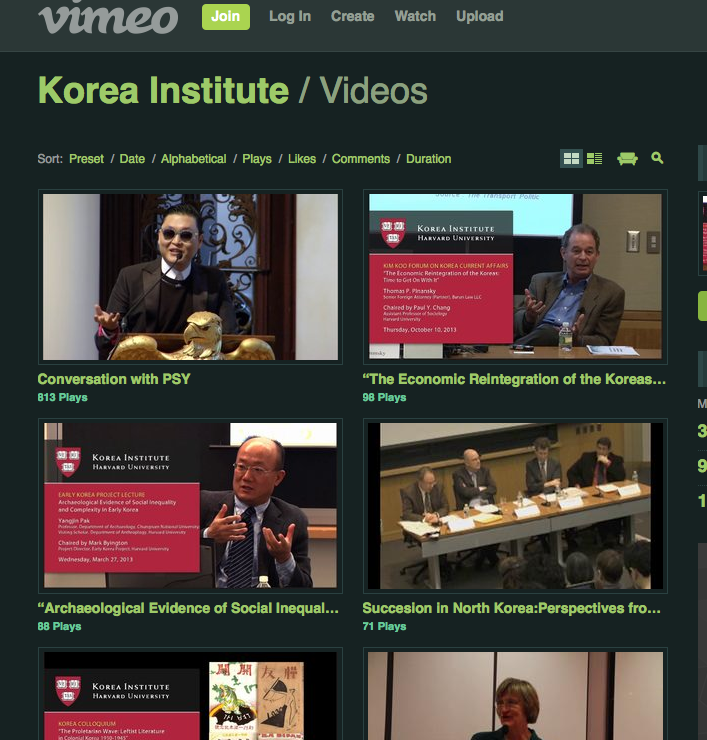 vimeo
Join Log In Create Watch Upload
Korea Institute / Videos
Sort: Preset / Date / Alphabetical / Plays / Likes / Comments / Duration
Source : The Transport Politic
KOREA INSTITUTE
HARVARD UNIVERSITY
KIM KOO FORUM ON KOREA CURRENT AFFAIRS
"The Economic Reintegration of the Koreas:
Time to Get On With It"
Thomas P. Pinansky
Senior Foreign Attorney (Partner), Barun Law LLC
Chaired by Paul Y. Chang
Assistant Professor of Sociology
Harvard University
Thursday, October 10, 2013
Conversation with PSY
813 Plays
“The Economic Reintegration of the Koreas...
98 Plays
KOREA INSTITUTE
HARVARD UNIVERSITY
EARLY KOREA PROJECT LECTURE
Archaeological Evidence of Social Inequality
and Complexity in Early Korea
Yangjin Pak
Professor, Department of Archaeology, Chungnam National University
Visiting Scholar, Department of Anthropology, Harvard University
Chaired by Mark Byington
Project Director, Early Korea Project, Harvard University
Wednesday, March 27, 2013
“Archaeological Evidence of Social Inequal...
88 Plays
Succesion in North Korea:Perspectives fro...
71 Plays
KOREA INSTITUTE
HARVARD UNIVERSITY
KOREA COLLOQUIUM
"The Proletarian Wave: Leftist Literature
in Colonial Korea 1910-1945"
M
3
9
1